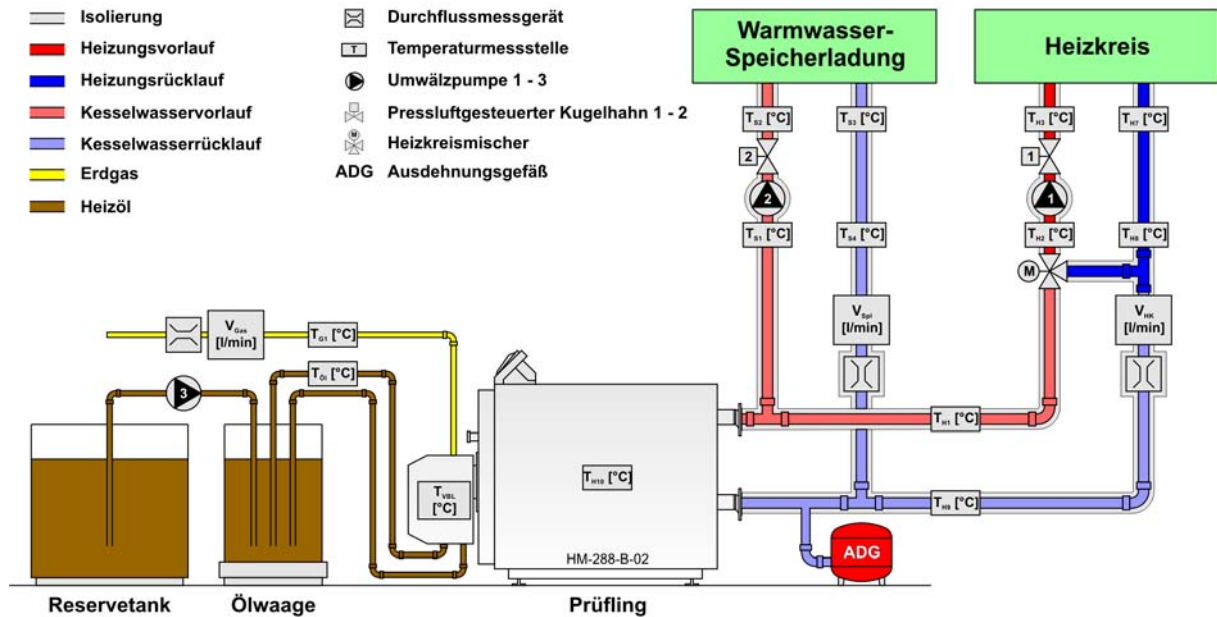 Isolierung
Heizungsvorlauf
Heizungsrücklauf
Kesselwasservorlauf
Kesselwasserrücklauf
Erdgas
Heizöl
Durchflussmessgerät
T Temperaturmessstelle
Umwälzpumpe 1 - 3
Pressluftgesteuerter Kugelhahn 1 - 2
M Heizkreismischer
ADG Ausdehnungsgefäß
Warmwasser-
Speicherladung
Heizkreis
TS2 [°C]
TS3 [°C]
TH3 [°C]
TH7 [°C]
2
1
2
1
TS1 [°C]
TS4 [°C]
TH2 [°C]
TH8 [°C]
M
VGas
[l/min]
TG1 [°C]
VSpl
[l/min]
VHK
[l/min]
TÖl [°C]
3
TH1 [°C]
TVBL
[°C]
TH10 [°C]
TH9 [°C]
HM-288-B-02
ADG
Reservetank
Ölwaage
Prüfling